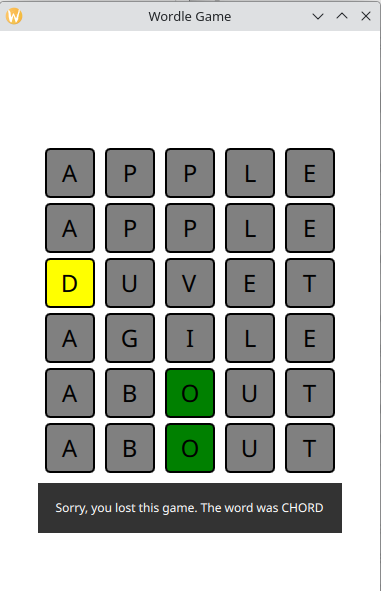 W
Wordle Game
A P P L E
A P P L E
D U V E T
A G I L E
A B O U T
A B O U T
Sorry, you lost this game. The word was CHORD